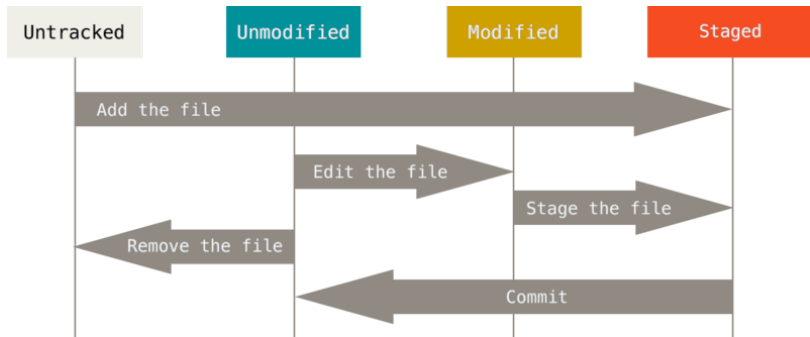 Untracked
Unmodified
Modified
Staged
Add the file
Edit the file
Stage the file
Remove the file
Commit